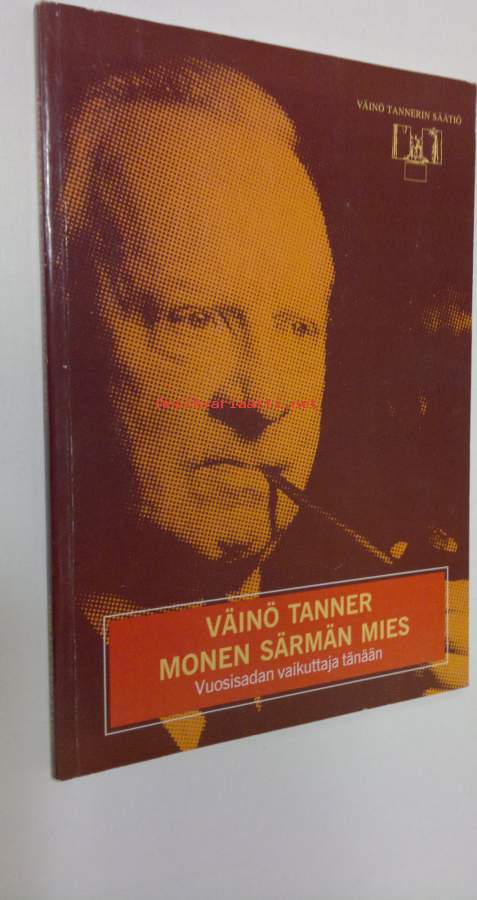 VÄINÖ TANNERIN SÄÄTIÖ
VÄINÖ TANNER
MONEN SÄRMÄN MIES
Vuosisadan vaikuttaja tänään